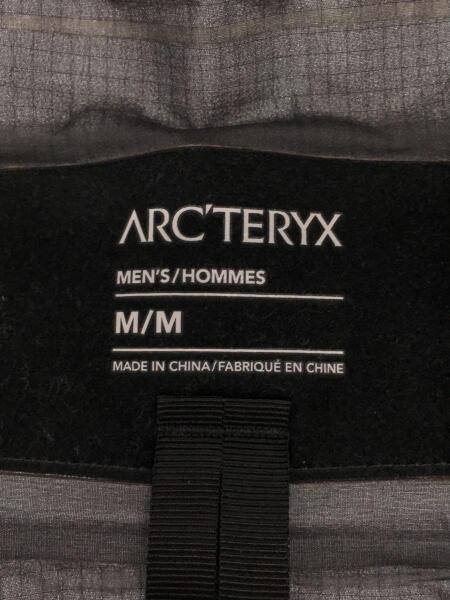 ARC'TERYX
MEN'S/HOMMES
M/M
MADE IN CHINA/FABRIQUÉ EN CHINE